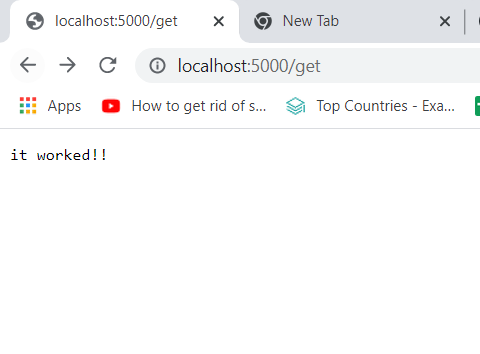 localhost:5000/get
New Tab
localhost:5000/get
Apps
How to get rid of s...
Top Countries - Exa...
it worked!!